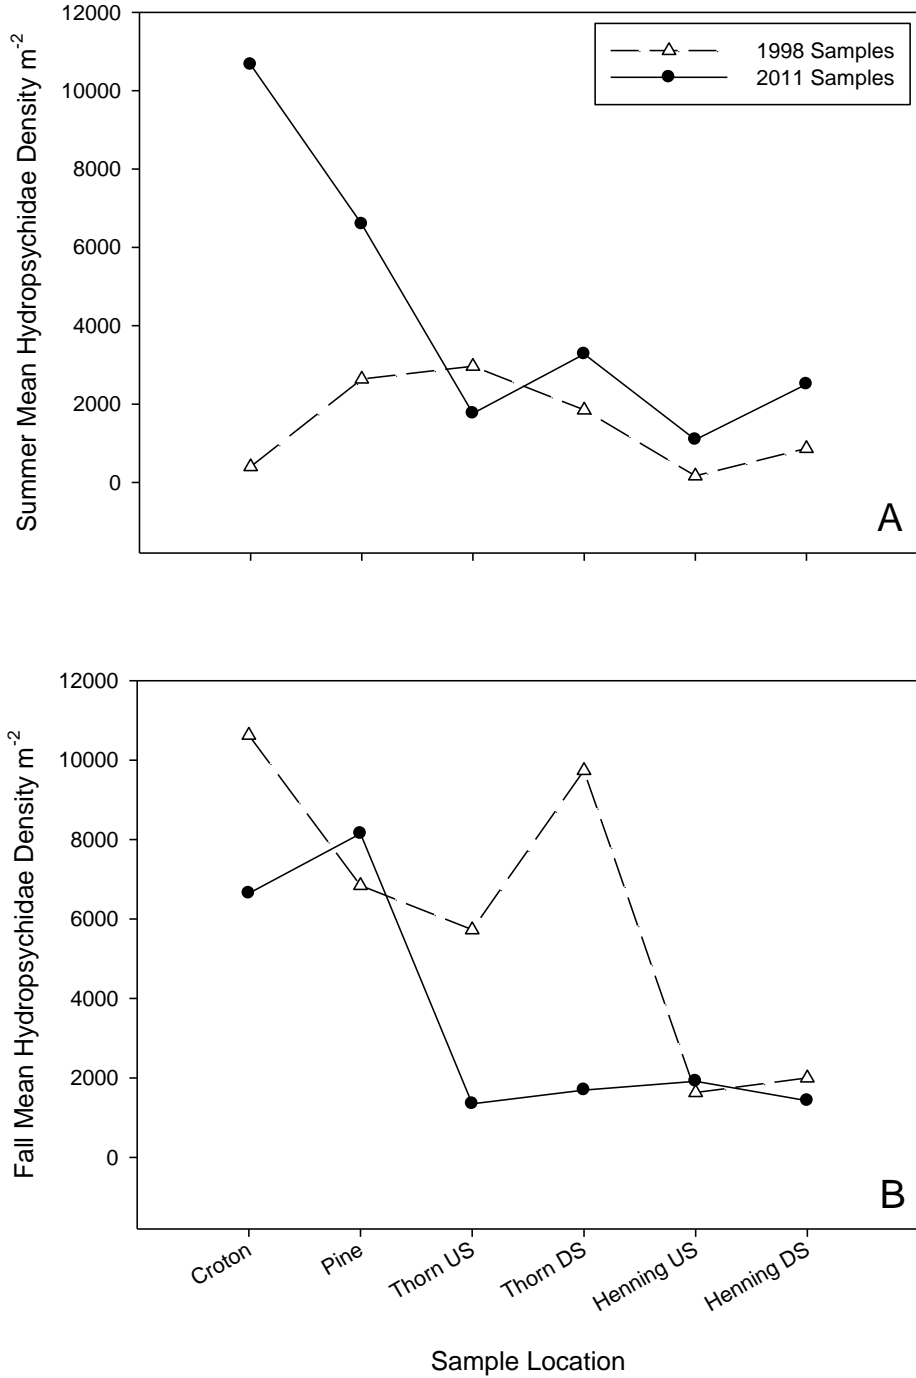 12000
10000
8000
6000
4000
2000
0
Summer Mean Hydropsychidae Density m⁻²
1998 Samples
2011 Samples
A
12000
10000
8000
6000
4000
2000
0
Fall Mean Hydropsychidae Density m⁻²
B
Croton
Pine
Thorn US
Thorn DS
Henning US
Henning DS
Sample Location